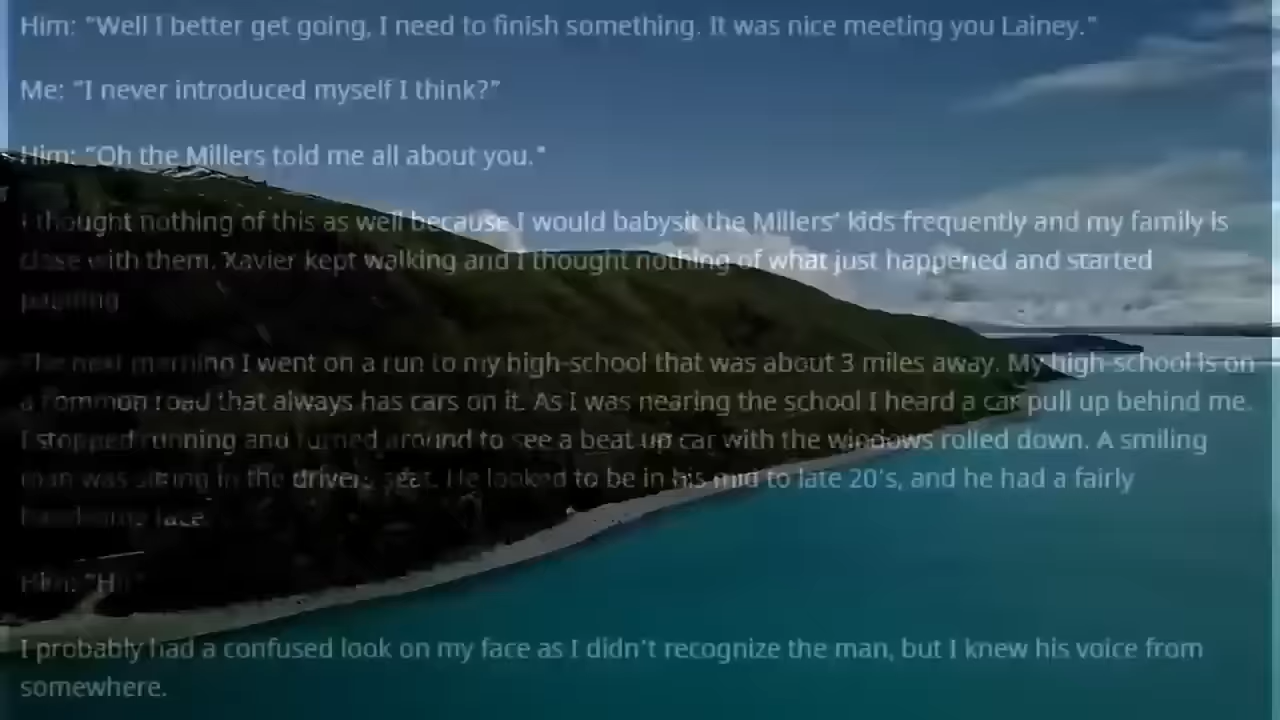 Him: "Well I better get going, I need to finish something. It was nice meeting you Lainey."
Me: "I never introduced myself I think?"
Him: "Oh the Millers told me all about you."
I thought nothing of this as well because I would babysit the Millers' kids frequently and my family is
close with them. Xavier kept walking and I thought nothing of what just happened and started
The next morning I went on a run to my high-school that was about 3 miles away. My high-school is on
a common road that always has cars on it. As I was nearing the school I heard a car pull up behind me.
I stopped running and turned around to see a beat up car with the windows rolled down. A smiling
man was sitting in the drivers seat. He looked to be in his mid to late 20's, and he had a fairly
handsome face.
Him: "Hi."
I probably had a confused look on my face as I didn't recognize the man, but I knew his voice from
somewhere.